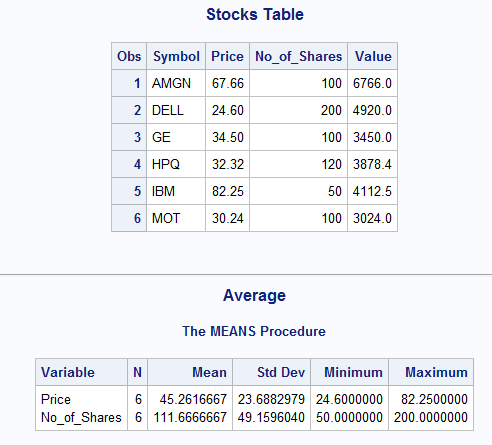 Stocks Table
Obs Symbol Price No_of_Shares Value
1 AMGN 67.66 100 6766.0
2 DELL 24.60 200 4920.0
3 GE 34.50 100 3450.0
4 HPQ 32.32 120 3878.4
5 IBM 82.25 50 4112.5
6 MOT 30.24 100 3024.0
Average
The MEANS Procedure
Variable N Mean Std Dev Minimum Maximum
Price 6 45.2616667 23.6882979 24.6000000 82.2500000
No_of_Shares 6 111.6666667 49.1596040 50.0000000 200.0000000